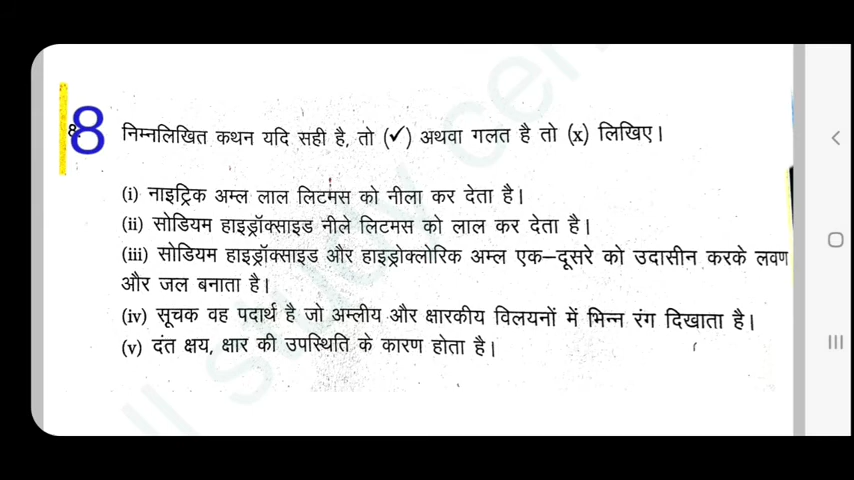 8
8. निम्नलिखित कथन यदि सही है, तो (✓) अथवा गलत है तो (x) लिखिए।
(i) नाइट्रिक अम्ल लाल लिटमस को नीला कर देता है।
(ii) सोडियम हाइड्रॉक्साइड नीले लिटमस को लाल कर देता है।
(iii) सोडियम हाइड्रॉक्साइड और हाइड्रोक्लोरिक अम्ल एक–दूसरे को उदासीन करके लवण
और जल बनाता है।
(iv) सूचक वह पदार्थ है जो अम्लीय और क्षारकीय विलयनों में भिन्न रंग दिखाता है।
(v) दंत क्षय, क्षार की उपस्थिति के कारण होता है।